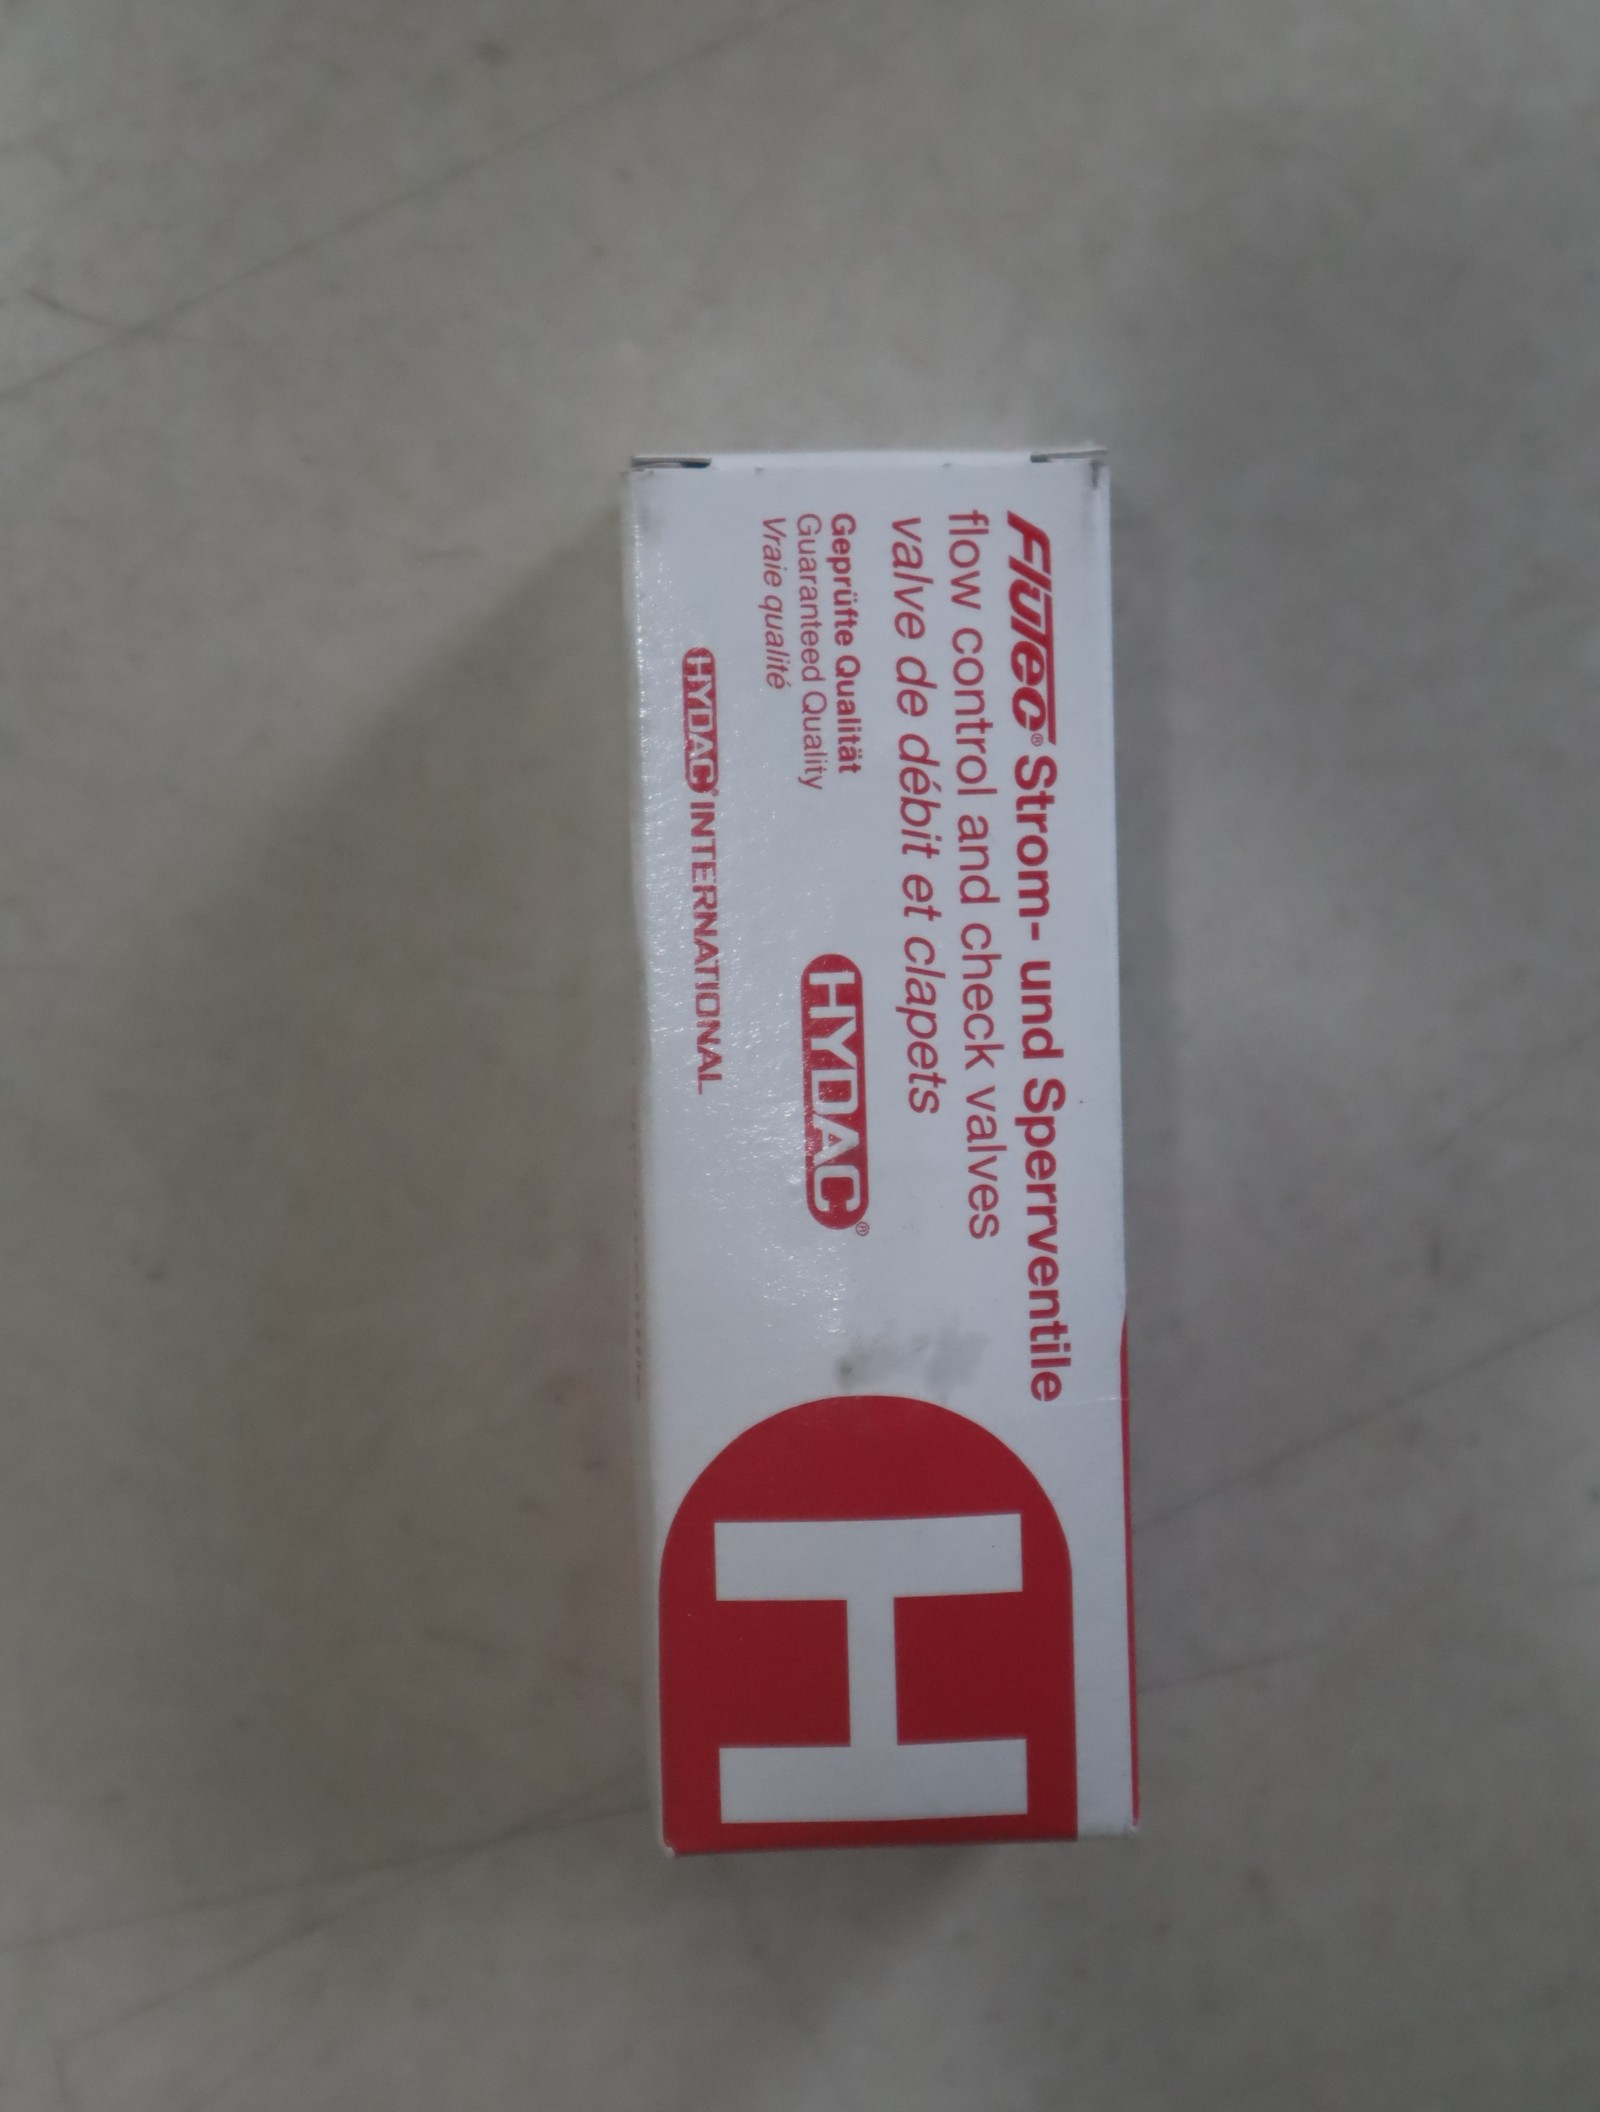 FLUTEC® Strom- und Sperrventile
flow control and check valves
valve de débit et clapets
Geprüfte Qualität
Guaranteed Quality
Vraie qualité
HYDAC®
HYDAC® INTERNATIONAL
H